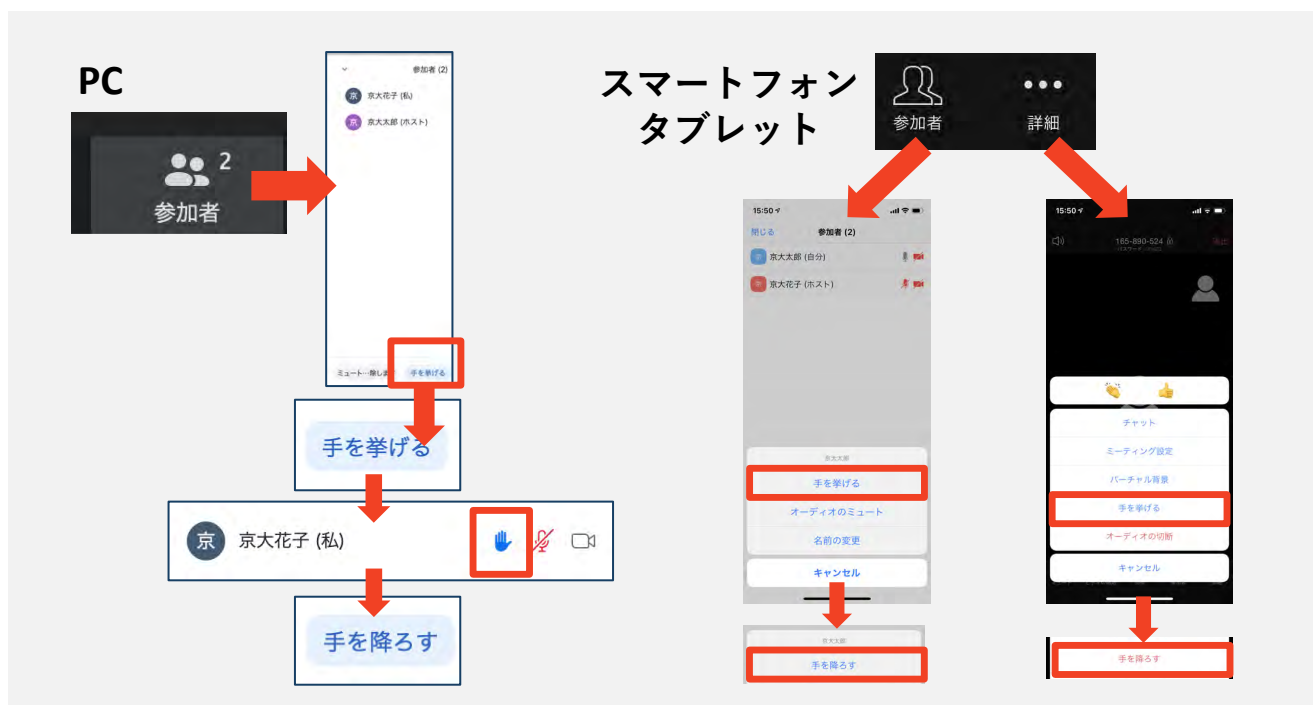 PC
2
参加者
参加者 (2)
京 京大花子 (私)
京 京大太郎 (ホスト)
手を挙げる
手を挙げる
京 京大花子 (私)
手を降ろす
スマートフォン
タブレット
参加者
詳細
15:50
閉じる 参加者 (2)
京大太郎 (自分)
京大花子 (ホスト)
京大太郎
手を挙げる
オーディオのミュート
名前の変更
キャンセル
京大太郎
手を降ろす
15:50
165-890-524
チャット
ミーティング設定
バーチャル背景
手を挙げる
オーディオの切断
キャンセル
手を降ろす